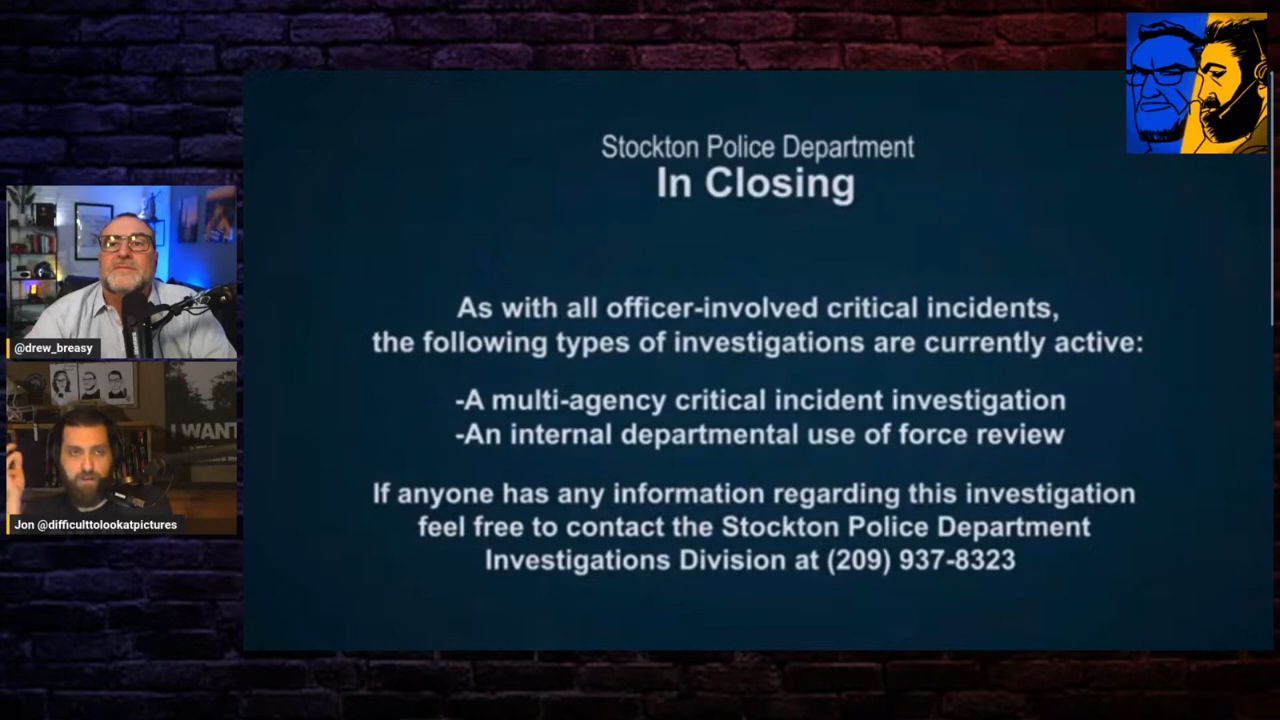 Stockton Police Department
In Closing
As with all officer-involved critical incidents,
the following types of investigations are currently active:
-A multi-agency critical incident investigation
-An internal departmental use of force review
If anyone has any information regarding this investigation
feel free to contact the Stockton Police Department
Investigations Division at (209) 937-8323
@drew_breasy
I WANT
Jon @difficulttolookatpictures